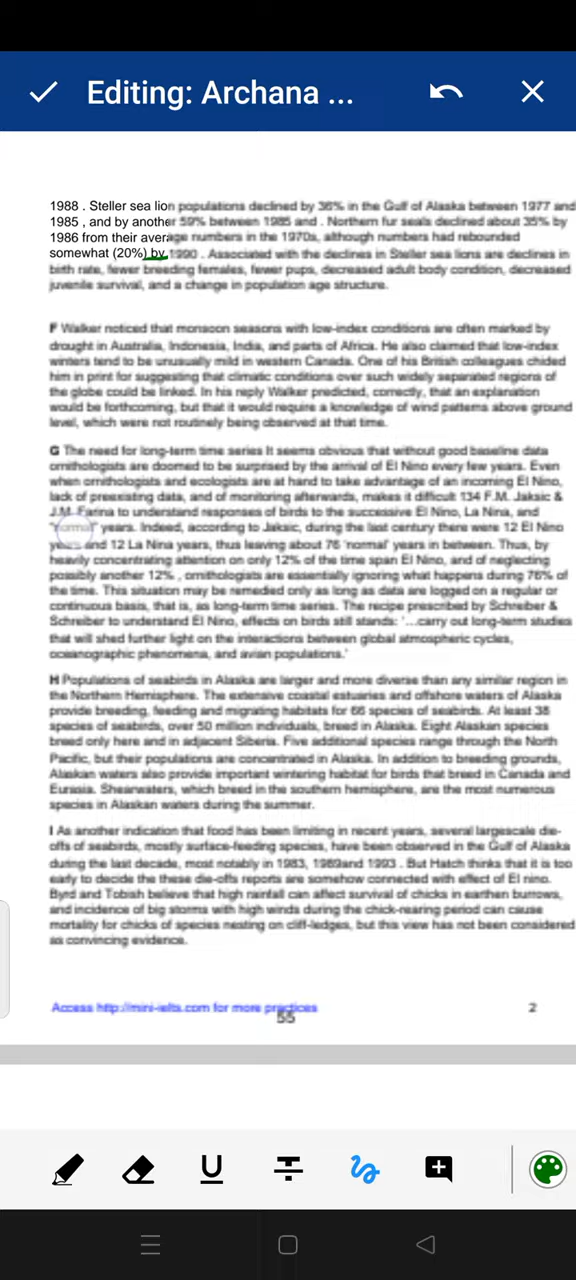 Editing: Archana ...
1988 . Steller sea lion populations declined by 36% in the Gulf of Alaska between 1977 and
1985 , and by another 59% between 1985 and . Northern fur seals declined about 35% by
1986 from their average numbers in the 1970s, although numbers had rebounded
somewhat (20%) by 1990 . Associated with the declines in Steller sea lions are declines in
birth rate, fewer breeding females, fewer pups, decreased adult body condition, decreased
juvenile survival, and a change in population age structure.
F Walker noticed that monsoon seasons with low-index conditions are often marked by
drought in Australia, Indonesia, India, and parts of Africa. He also claimed that low-index
winters tend to be unusually mild in western Canada. One of his British colleagues chided
him in print for suggesting that climatic conditions over such widely separated regions of
the globe could be linked. In his reply Walker predicted, correctly, that an explanation
would be forthcoming, but that it would require a knowledge of wind patterns above ground
level, which were not routinely being observed at that time.
G The need for long-term time series It seems obvious that without good baseline data
ornithologists are doomed to be surprised by the arrival of El Nino every few years. Even
when ornithologists and ecologists are at hand to take advantage of an incoming El Nino,
lack of preexisting data, and of monitoring afterwards, makes it difficult 134 F.M. Jaksic &
J.M. Farina to understand responses of birds to the successive El Nino, La Nina, and
"normal" years. Indeed, according to Jaksic, during the last century there were 12 El Nino
years and 12 La Nina years, thus leaving about 76 'normal' years in between. Thus, by
heavily concentrating attention on only 12% of the time span El Nino, and of neglecting
possibly another 12% , ornithologists are essentially ignoring what happens during 76% of
the time. This situation may be remedied only as long as data are logged on a regular or
continuous basis, that is, as long-term time series. The recipe prescribed by Schreiber &
Schreiber to understand El Nino, effects on birds still stands: '...carry out long-term studies
that will shed further light on the interactions between global atmospheric cycles,
oceanographic phenomena, and avian populations.'
H Populations of seabirds in Alaska are larger and more diverse than any similar region in
the Northern Hemisphere. The extensive coastal estuaries and offshore waters of Alaska
provide breeding, feeding and migrating habitats for 66 species of seabirds. At least 38
species of seabirds, over 50 million individuals, breed in Alaska. Eight Alaskan species
breed only here and in adjacent Siberia. Five additional species range through the North
Pacific, but their populations are concentrated in Alaska. In addition to breeding grounds,
Alaskan waters also provide important wintering habitat for birds that breed in Canada and
Eurasia. Shearwaters, which breed in the southern hemisphere, are the most numerous
species in Alaskan waters during the summer.
I As another indication that food has been limiting in recent years, several largescale die-
offs of seabirds, mostly surface-feeding species, have been observed in the Gulf of Alaska
during the last decade, most notably in 1983, 1989and 1993 . But Hatch thinks that it is too
early to decide the these die-offs reports are somehow connected with effect of El nino.
Byrd and Tobish believe that high rainfall can affect survival of chicks in earthen burrows,
and incidence of big storms with high winds during the chick-rearing period can cause
mortality for chicks of species nesting on cliff-ledges, but this view has not been considered
as convincing evidence.
Access http://mini-ielts.com for more practices
55
2